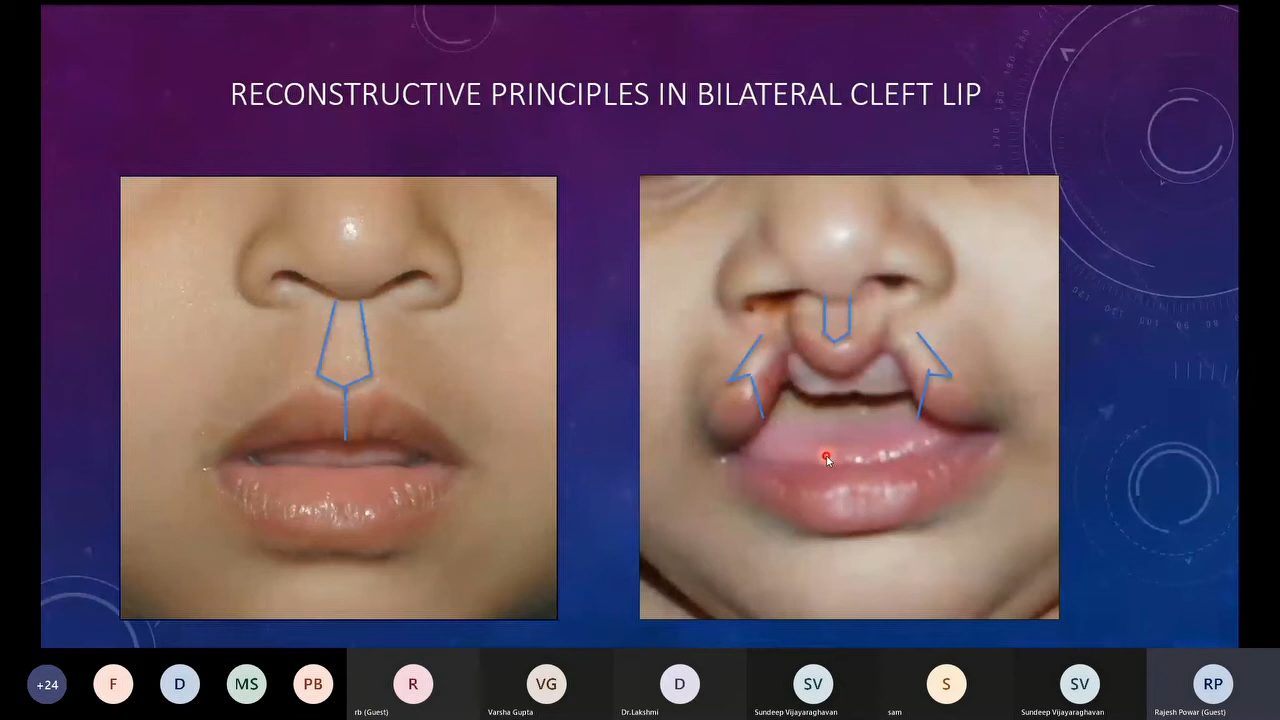 RECONSTRUCTIVE PRINCIPLES IN BILATERAL CLEFT LIP
+24
F
D
MS
PB
R
VG
D
SV
S
SV
RP
rb (Guest)
Varsha Gupta
Dr.Lakshmi
Sundeep Vijayaraghavan
sam
Sundeep Vijayaraghavan
Rajesh Powar (Guest)